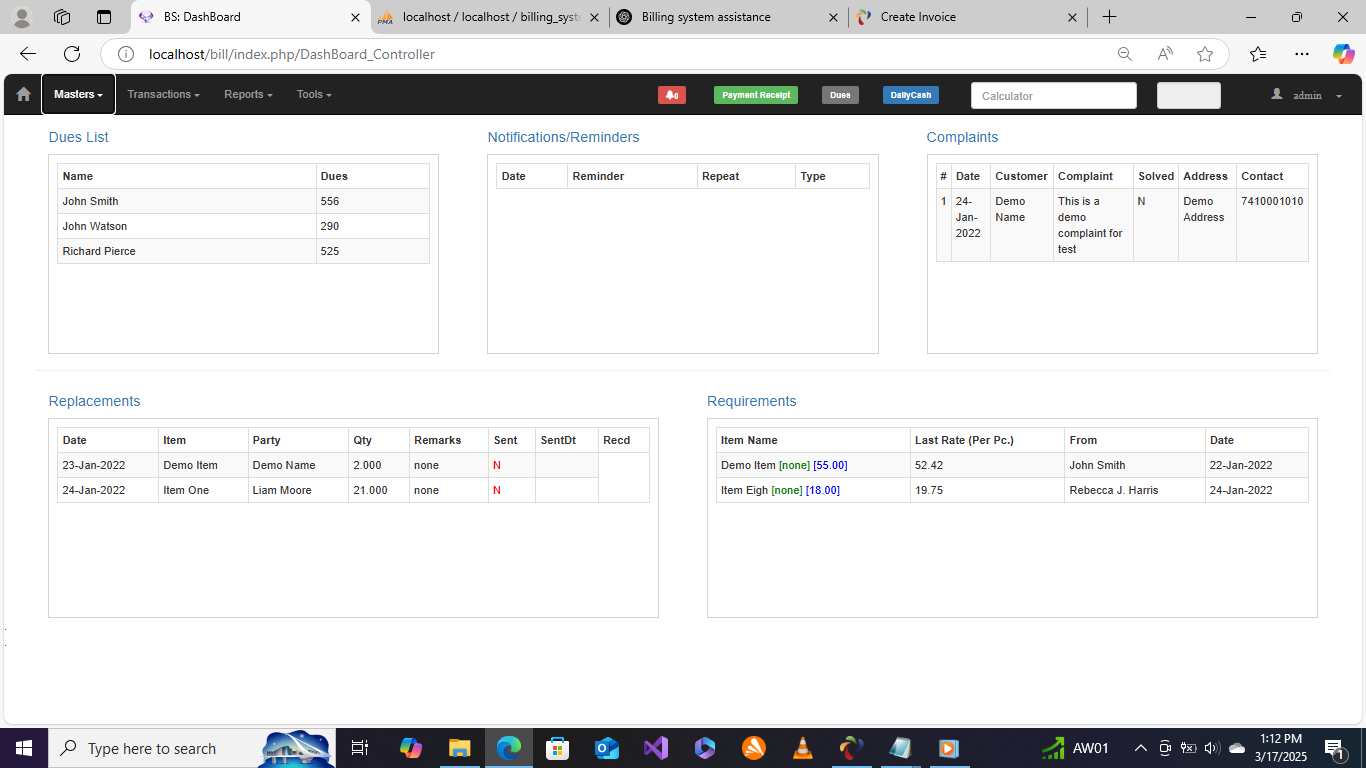 BS: DashBoard
localhost / localhost / billing_syst
Billing system assistance
Create Invoice
localhost/bill/index.php/DashBoard_Controller
Masters Transactions Reports Tools 0 Payment Receipt Dues DailyCash Calculator admin
Dues List
Name Dues
John Smith 556
John Watson 290
Richard Pierce 525
Notifications/Reminders
Date Reminder Repeat Type
Complaints
# Date Customer Complaint Solved Address Contact
1 24- Demo This is a N Demo 7410001010
Jan- Name demo Address
2022 complaint for
test
Replacements
Date Item Party Qty Remarks Sent SentDt Recd
23-Jan-2022 Demo Item Demo Name 2.000 none N
24-Jan-2022 Item One Liam Moore 21.000 none N
Requirements
Item Name Last Rate (Per Pc.) From Date
Demo Item [none] [55.00] 52.42 John Smith 22-Jan-2022
Item Eigh [none] [18.00] 19.75 Rebecca J. Harris 24-Jan-2022
Type here to search
AW01
1:12 PM
3/17/2025
1